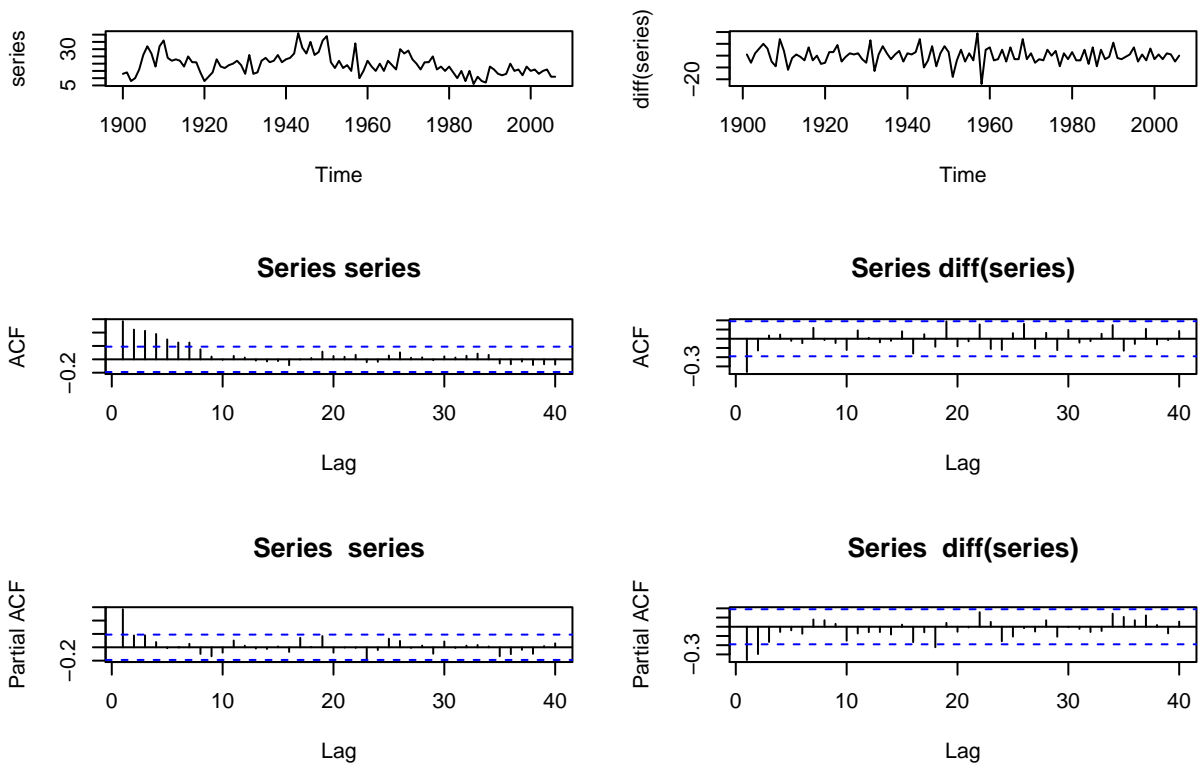 series
5 30
1900 1920 1940 1960 1980 2000
Time
diff(series)
−20
1900 1920 1940 1960 1980 2000
Time
Series series
ACF
−0.2
0 10 20 30 40
Lag
Series diff(series)
ACF
−0.3
0 10 20 30 40
Lag
Series series
Partial ACF
−0.2
0 10 20 30 40
Lag
Series diff(series)
Partial ACF
−0.3
0 10 20 30 40
Lag